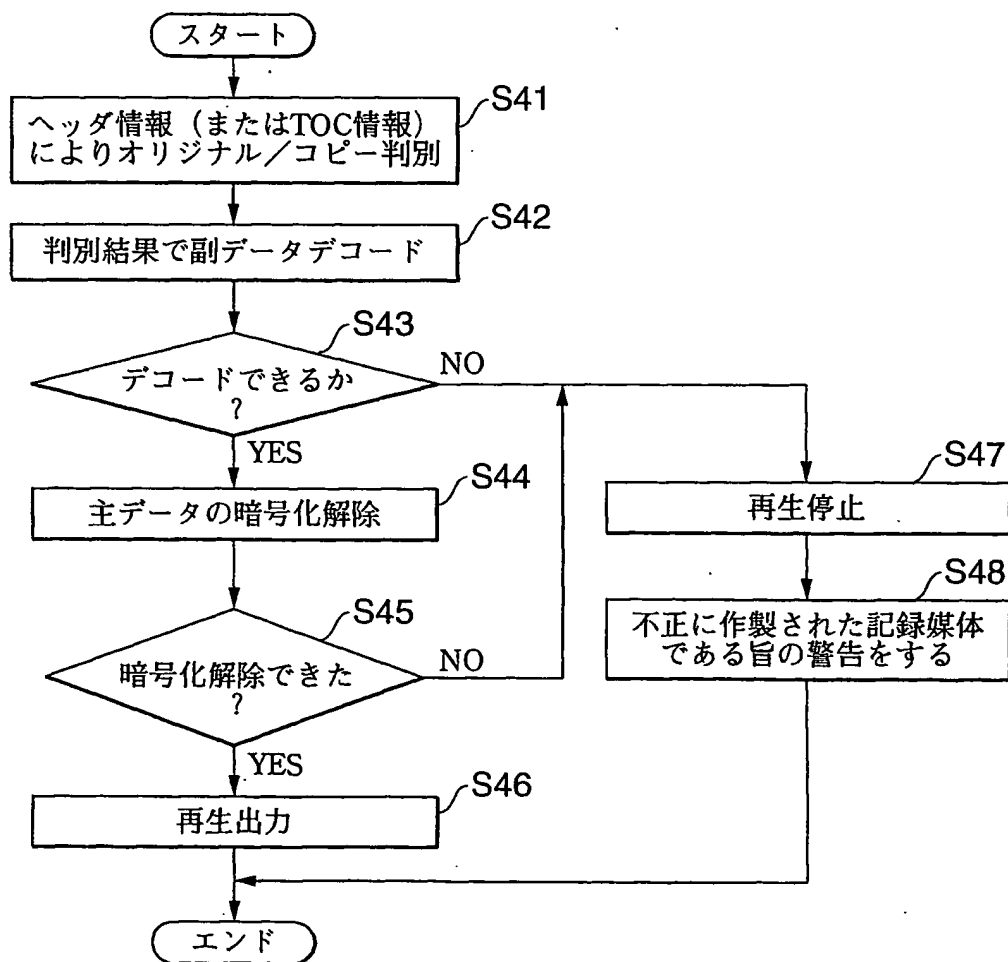 スタート
S41
ヘッダ情報（またはTOC情報）
によりオリジナル／コピー判別
S42
判別結果で副データデコード
S43
デコードできるか
?
NO
YES
S44
主データの暗号化解除
S45
暗号化解除できた
?
NO
YES
S46
再生出力
S47
再生停止
S48
不正に作製された記録媒体
である旨の警告をする
エンド